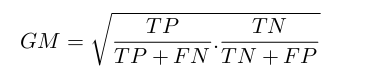 GM = \sqrt{\frac{TP}{TP + FN} \cdot \frac{TN}{TN + FP}}